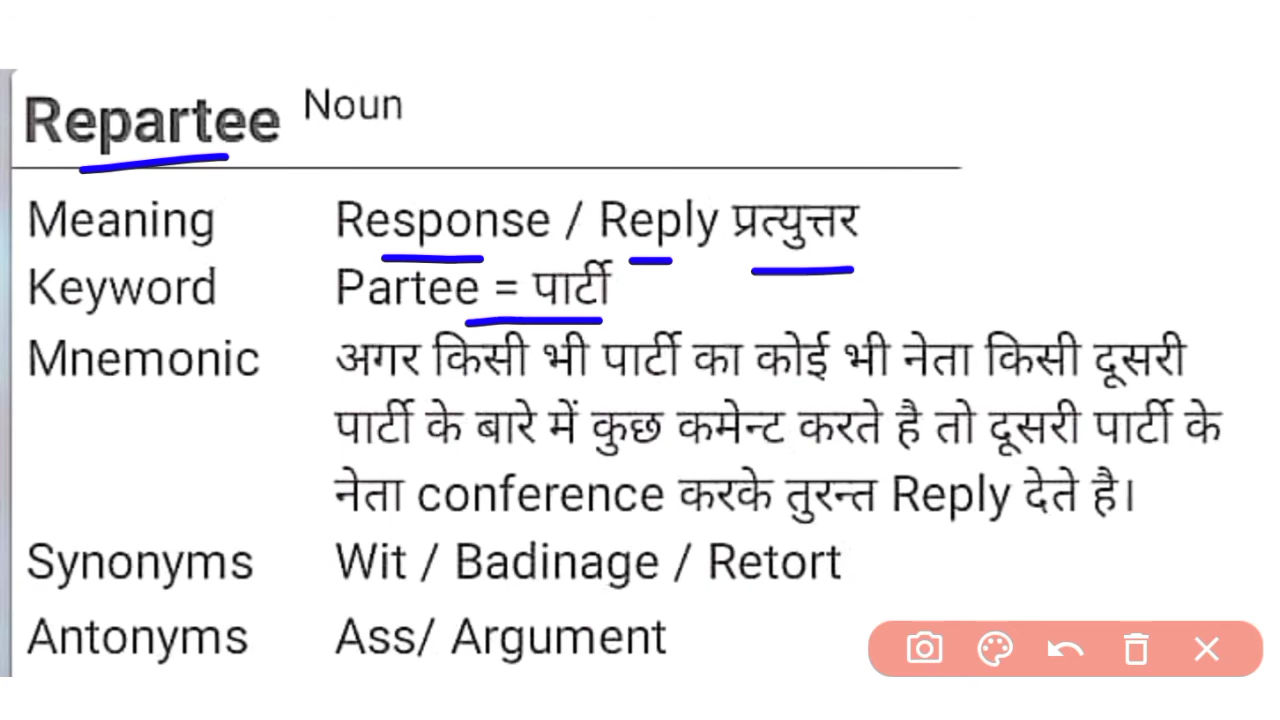 Repartee Noun
Meaning Response / Reply प्रत्युत्तर
Keyword Partee = पार्टी
Mnemonic अगर किसी भी पार्टी का कोई भी नेता किसी दूसरी
पार्टी के बारे में कुछ कमेन्ट करते है तो दूसरी पार्टी के
नेता conference करके तुरन्त Reply देते है।
Synonyms Wit / Badinage / Retort
Antonyms Ass/ Argument